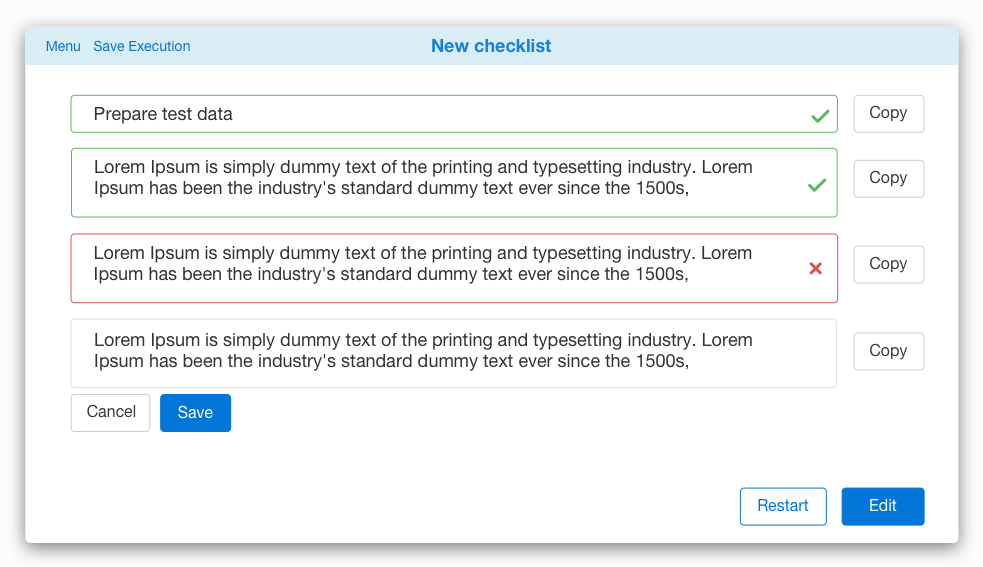 Menu Save Execution New checklist
Prepare test data
Copy
Lorem Ipsum is simply dummy text of the printing and typesetting industry. Lorem
Ipsum has been the industry's standard dummy text ever since the 1500s,
Copy
Lorem Ipsum is simply dummy text of the printing and typesetting industry. Lorem
Ipsum has been the industry's standard dummy text ever since the 1500s,
Copy
Lorem Ipsum is simply dummy text of the printing and typesetting industry. Lorem
Ipsum has been the industry's standard dummy text ever since the 1500s,
Copy
Cancel Save
Restart Edit